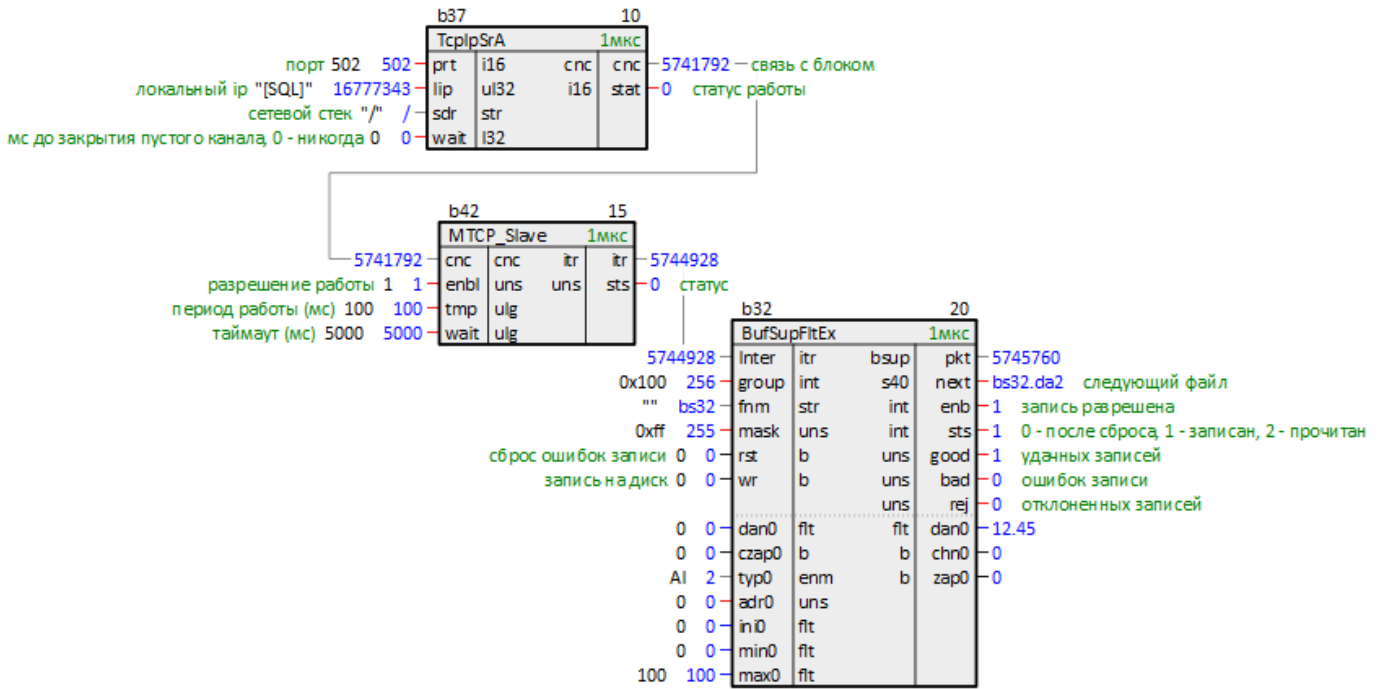 b37 10
TcpIpSrA 1мкс
порт 502 502 prt i16 cnc cnc 5741792 связь с блоком
локальный ip "[SQL]" 16777343 lip ul32 i16 stat 0 статус работы
сетевой стек "/" / sdr str
мс до закрытия пустого канала, 0 - никогда 0 0 wait l32
b42 15
MTCP_Slave 1мкс
5741792 cnc cnc itr itr 5744928
разрешение работы 1 1 enbl uns uns sts 0 статус
период работы (мс) 100 100 tmp ulg
таймаут (мс) 5000 5000 wait ulg
b32 20
BufSupFltEx 1мкс
5744928 Inter itr bsup pkt 5745760
0x100 256 group int s40 next bs32.da2 следующий файл
"" bs32 fnm str int enb 1 запись разрешена
0xff 255 mask uns int sts 1 0 - после сброса, 1 - записан, 2 - прочитан
сброс ошибок записи 0 0 rst b uns good 1 удачных записей
запись на диск 0 0 wr b uns bad 0 ошибок записи
uns rej 0 отклоненных записей
0 0 dan0 flt flt dan0 12.45
0 0 czap0 b b chn0 0
AI 2 typ0 enm b zap0 0
0 0 adr0 uns
0 0 ini0 flt
0 0 min0 flt
100 100 max0 flt